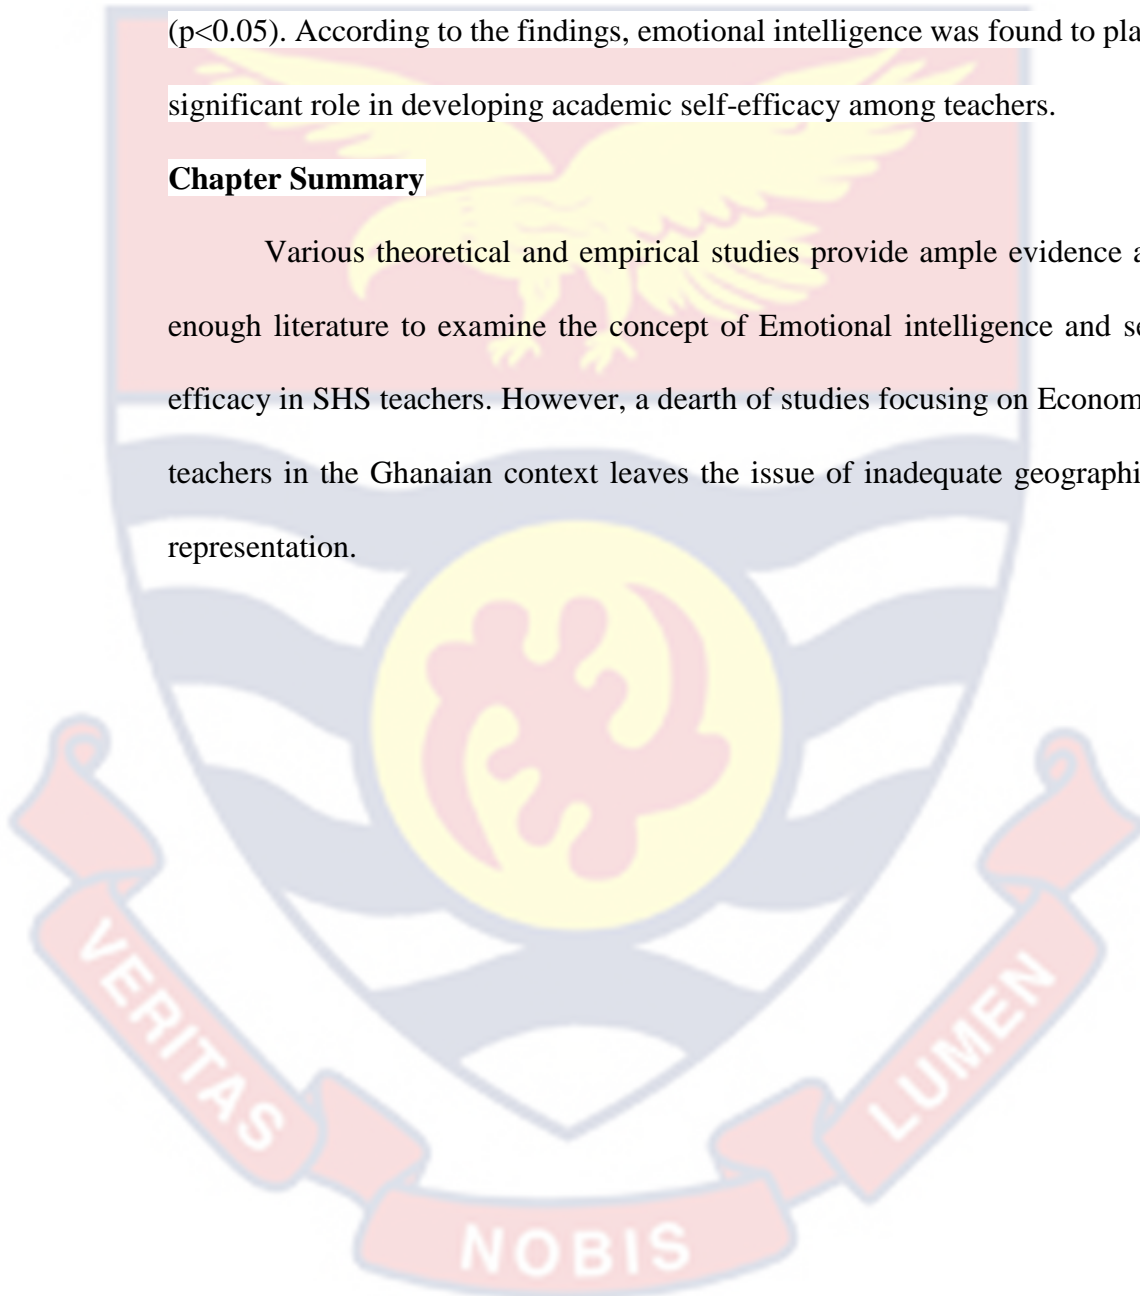 (p<0.05). According to the findings, emotional intelligence was found to pla
significant role in developing academic self-efficacy among teachers.
Chapter Summary
Various theoretical and empirical studies provide ample evidence a
enough literature to examine the concept of Emotional intelligence and se
efficacy in SHS teachers. However, a dearth of studies focusing on Econom
teachers in the Ghanaian context leaves the issue of inadequate geographi
representation.
VERITAS
NOBIS
LUMEN